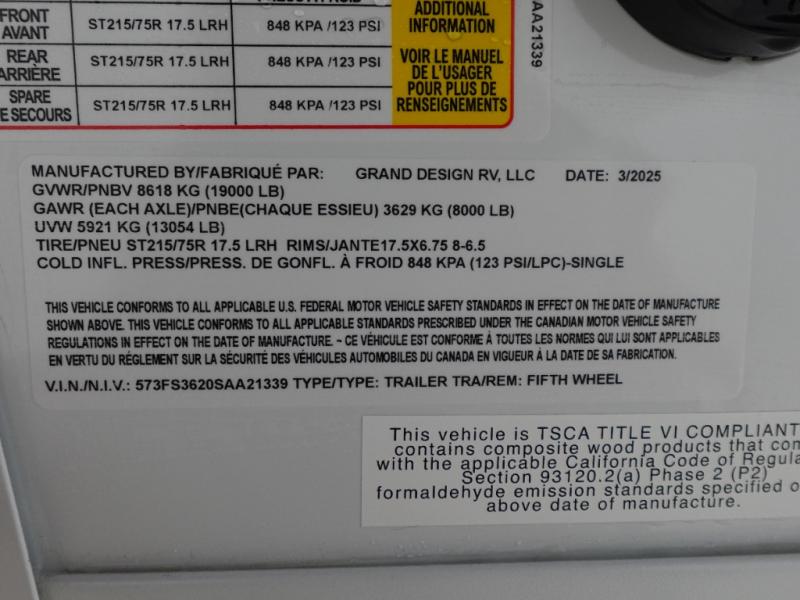 ADDITIONAL
INFORMATION
FRONT
AVANT
ST215/75R 17.5 LRH
848 KPA /123 PSI
REAR
ARRIÈRE
ST215/75R 17.5 LRH
848 KPA /123 PSI
SPARE
E SECOURS
ST215/75R 17.5 LRH
848 KPA /123 PSI
VOIR LE MANUEL
DE L'USAGER
POUR PLUS DE
RENSEIGNEMENTS
AA21339
MANUFACTURED BY/FABRIQUÉ PAR: GRAND DESIGN RV, LLC DATE: 3/2025
GVWR/PNBV 8618 KG (19000 LB)
GAWR (EACH AXLE)/PNBE(CHAQUE ESSIEU) 3629 KG (8000 LB)
UVW 5921 KG (13054 LB)
TIRE/PNEU ST215/75R 17.5 LRH RIMS/JANTE17.5X6.75 8-6.5
COLD INFL. PRESS/PRESS. DE GONFL. À FROID 848 KPA (123 PSI/LPC)-SINGLE
THIS VEHICLE CONFORMS TO ALL APPLICABLE U.S. FEDERAL MOTOR VEHICLE SAFETY STANDARDS IN EFFECT ON THE DATE OF MANUFACTURE
SHOWN ABOVE. THIS VEHICLE CONFORMS TO ALL APPLICABLE STANDARDS PRESCRIBED UNDER THE CANADIAN MOTOR VEHICLE SAFETY
REGULATIONS IN EFFECT ON THE DATE OF MANUFACTURE. ~ CE VÉHICULE EST CONFORME À TOUTES LES NORMES QUI LUI SONT APPLICABLES
EN VERTU DU RÉGLEMENT SUR LA SÉCURITÉ DES VÉHICULES AUTOMOBILES DU CANADA EN VIGUEUR À LA DATE DE SA FABRICATION.
V.I.N./N.I.V.: 573FS3620SAA21339 TYPE/TYPE: TRAILER TRA/REM: FIFTH WHEEL
This vehicle is TSCA TITLE VI COMPLIANT
contains composite wood products that com
with the applicable California Code of Regula
Section 93120.2(a) Phase 2 (P2)
formaldehyde emission standards specified o
above date of manufacture.